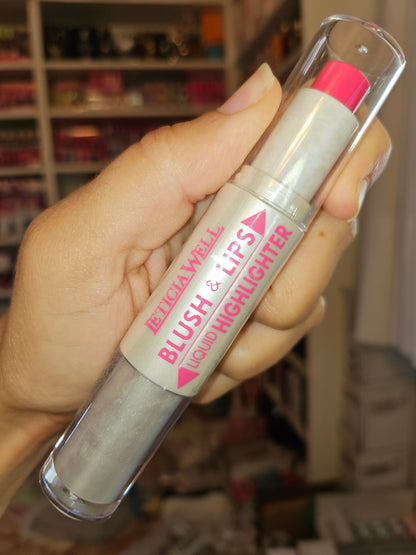 LETICIA WELL
BLUSH & LIPS
LIQUID HIGHLIGHTER